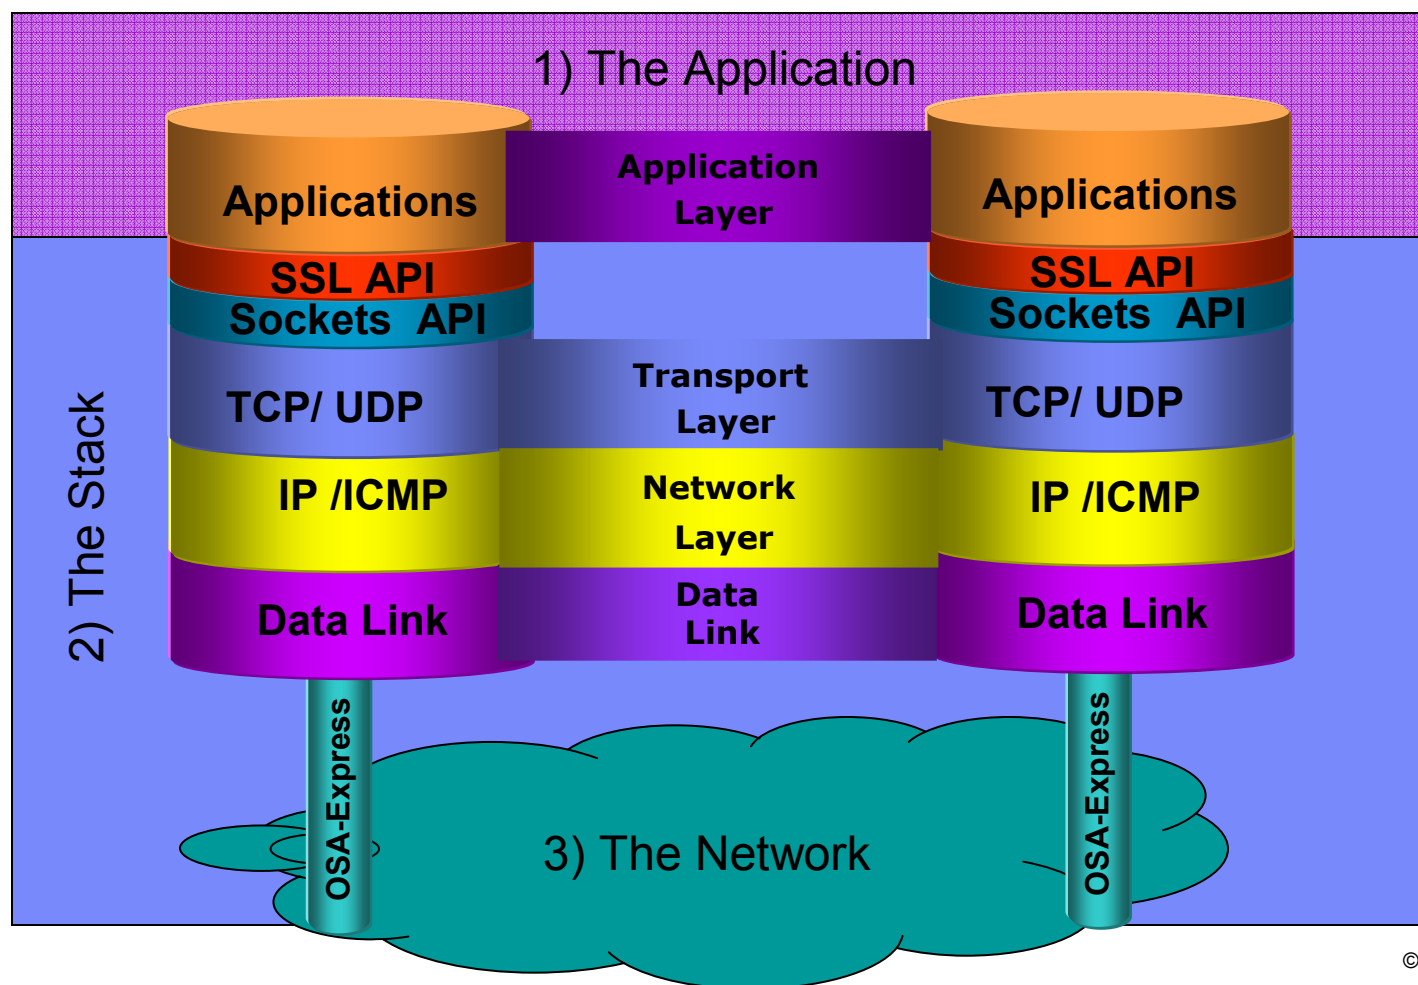 1) The Application
Applications
SSL API
Sockets API
TCP/ UDP
IP /ICMP
Data Link
OSA-Express
Application
Layer
Transport
Layer
Network
Layer
Data
Link
Applications
SSL API
Sockets API
TCP/ UDP
IP /ICMP
Data Link
OSA-Express
2) The Stack
3) The Network
©